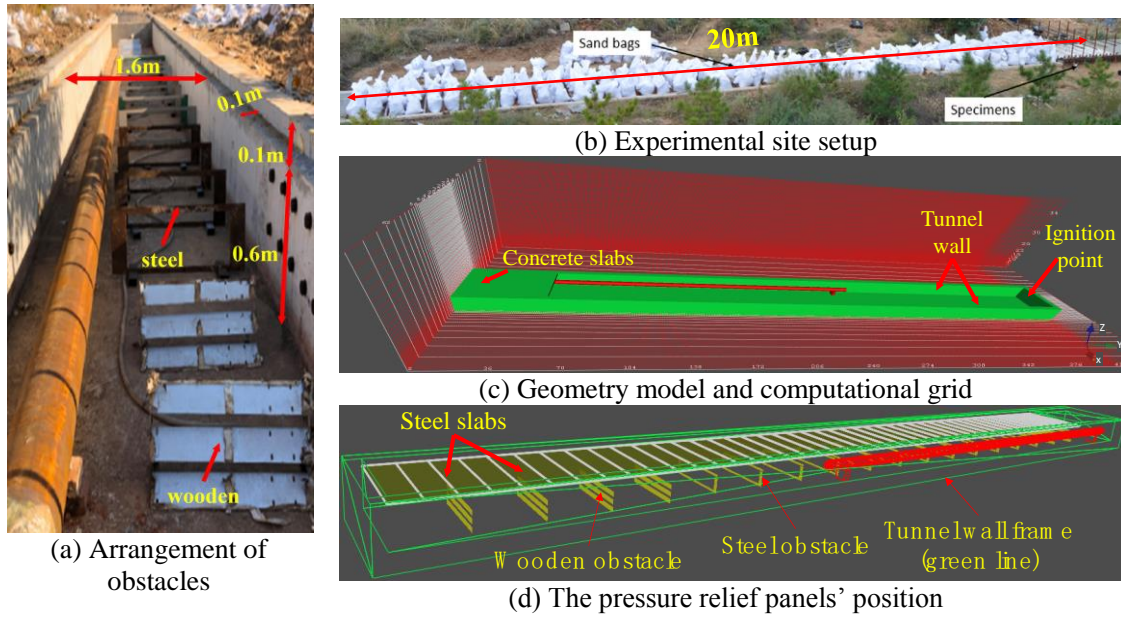 1.6m
0.1m
0.1m
0.6m
steel
wooden
(a) Arrangement of
obstacles
Sand bags
20m
Specimens
(b) Experimental site setup
Concrete slabs
Tunnel
wall
Ignition
point
Z
Y
X
(c) Geometry model and computational grid
Steel slabs
Wooden obstacle
Steel obstacle
Tunnel wall frame
(green line)
(d) The pressure relief panels' position